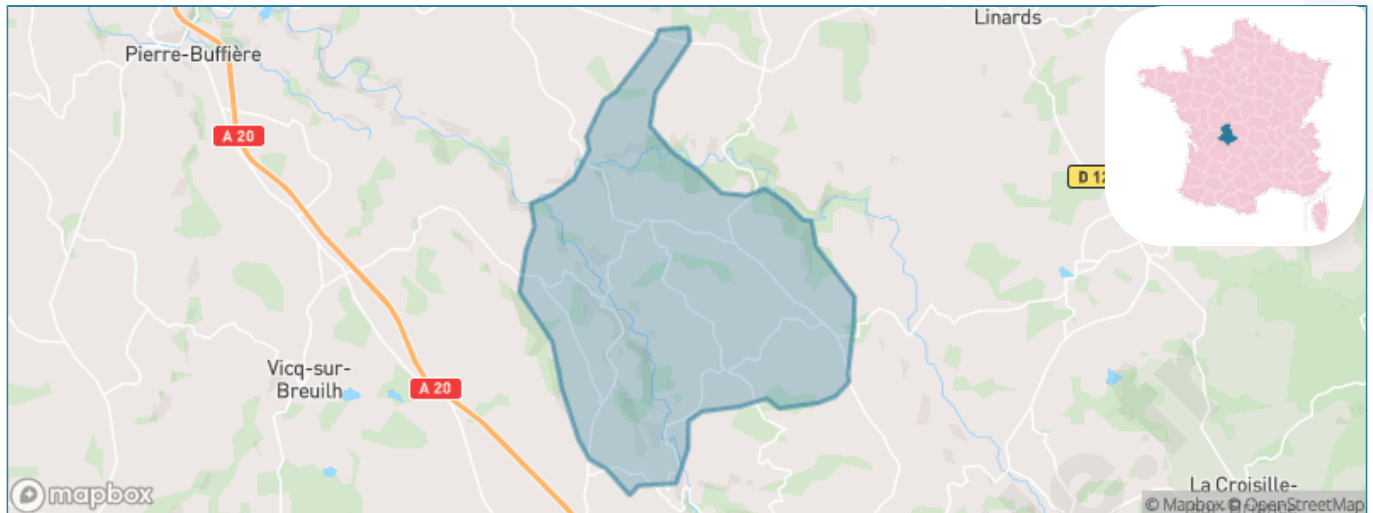 Linards
Pierre-Buffière
A 20
D 12
Vicq-sur-
Breuilh
A 20
La Croisille-
mapbox
© Mapbox © OpenStreetMap